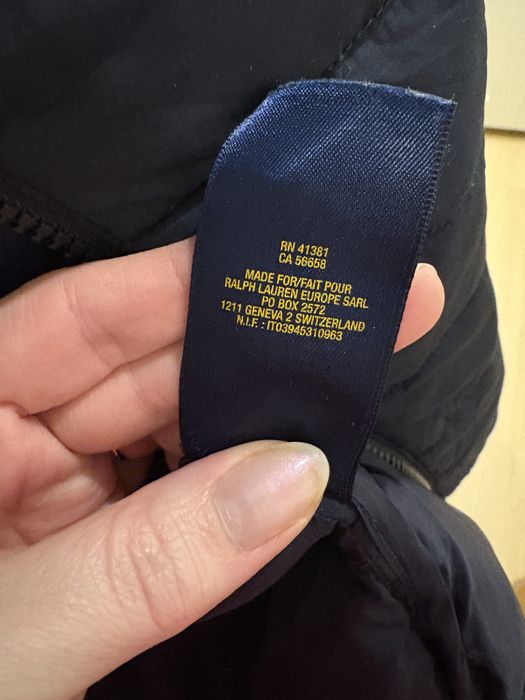 RN 41381
CA 56658
MADE FOR/FAIT POUR
RALPH LAUREN EUROPE SARL
PO BOX 2572
1211 GENEVA 2 SWITZERLAND
N.I.F. : IT03945310963